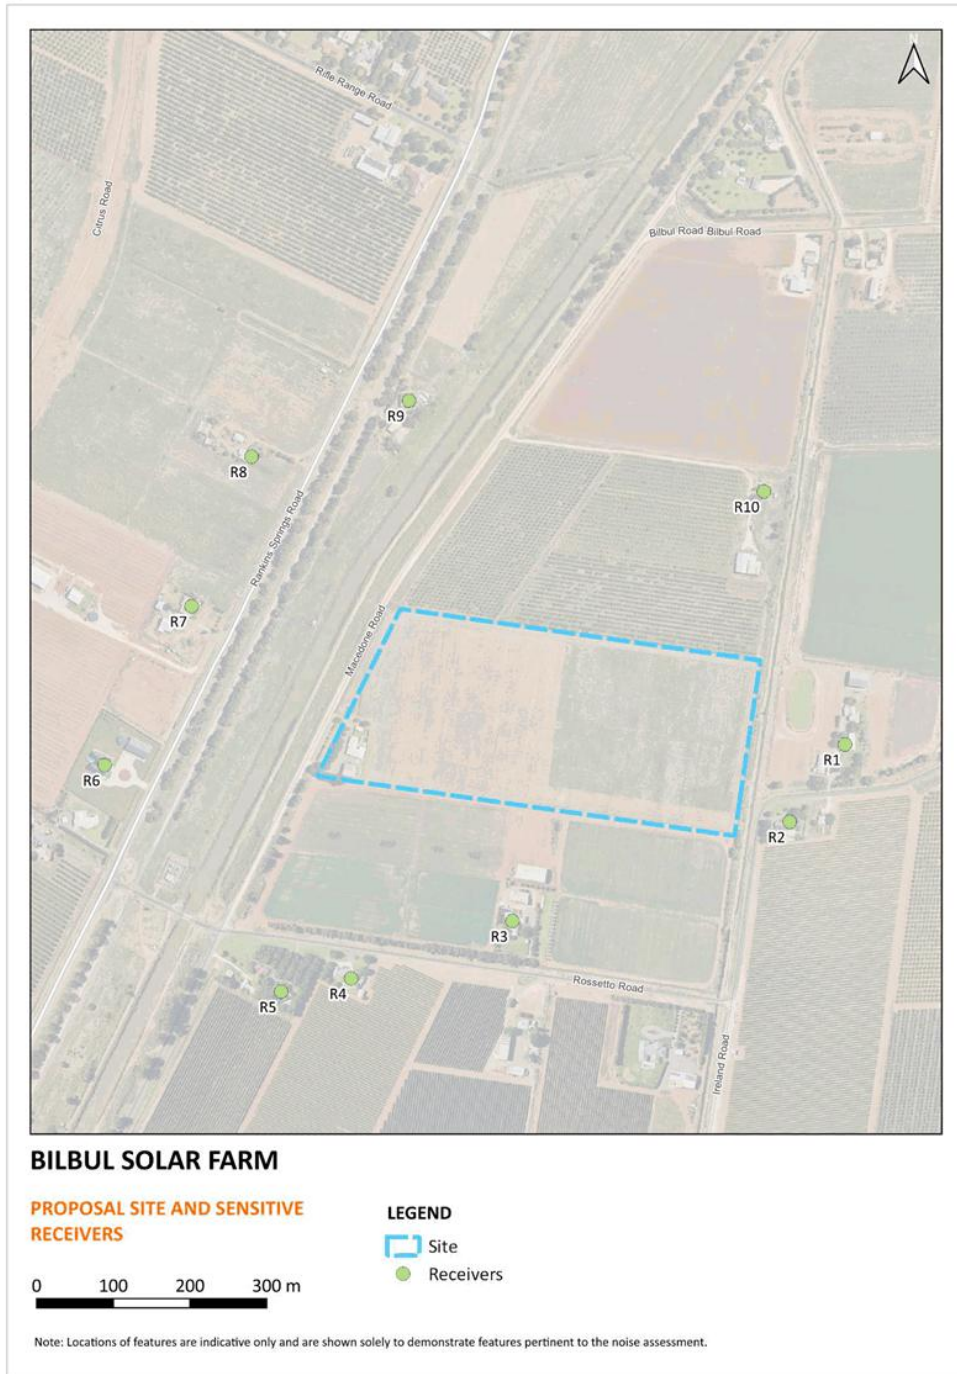 N
Rifle Range Road
Citrus Road
Bilbul Road Bilbul Road
R9
R8
R10
Rankins Springs Road
R7
Macedone Road
R1
R6
R2
R3
R4
R5
Rossetto Road
Ireland Road
BILBUL SOLAR FARM
PROPOSAL SITE AND SENSITIVE
RECEIVERS
LEGEND
Site
Receivers
0 100 200 300 m
Note: Locations of features are indicative only and are shown solely to demonstrate features pertinent to the noise assessment.